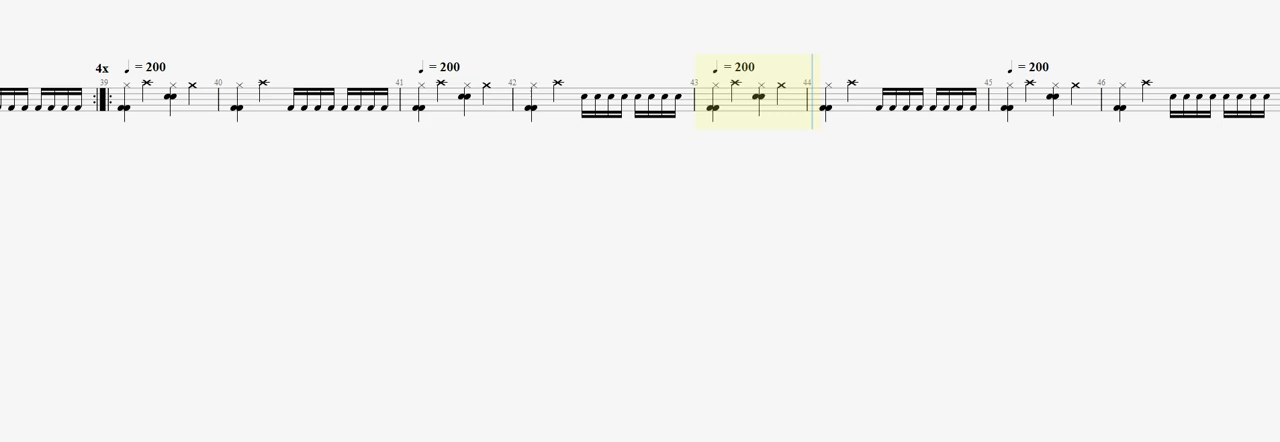 4x ♩ = 200 ♩ = 200 ♩ = 200 ♩ = 200
39 40 41 42 43 44 45 46